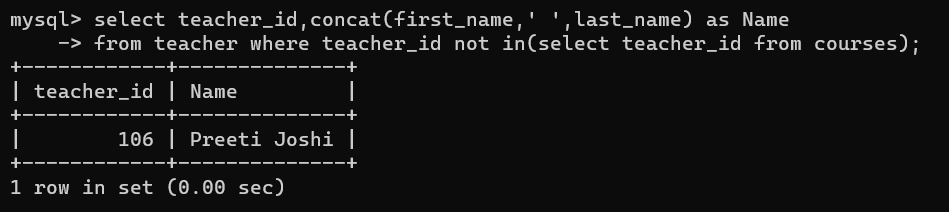 mysql> select teacher_id,concat(first_name,' ',last_name) as Name
    -> from teacher where teacher_id not in(select teacher_id from courses);
+------------+--------------+
| teacher_id | Name         |
+------------+--------------+
|        106 | Preeti Joshi |
+------------+--------------+
1 row in set (0.00 sec)